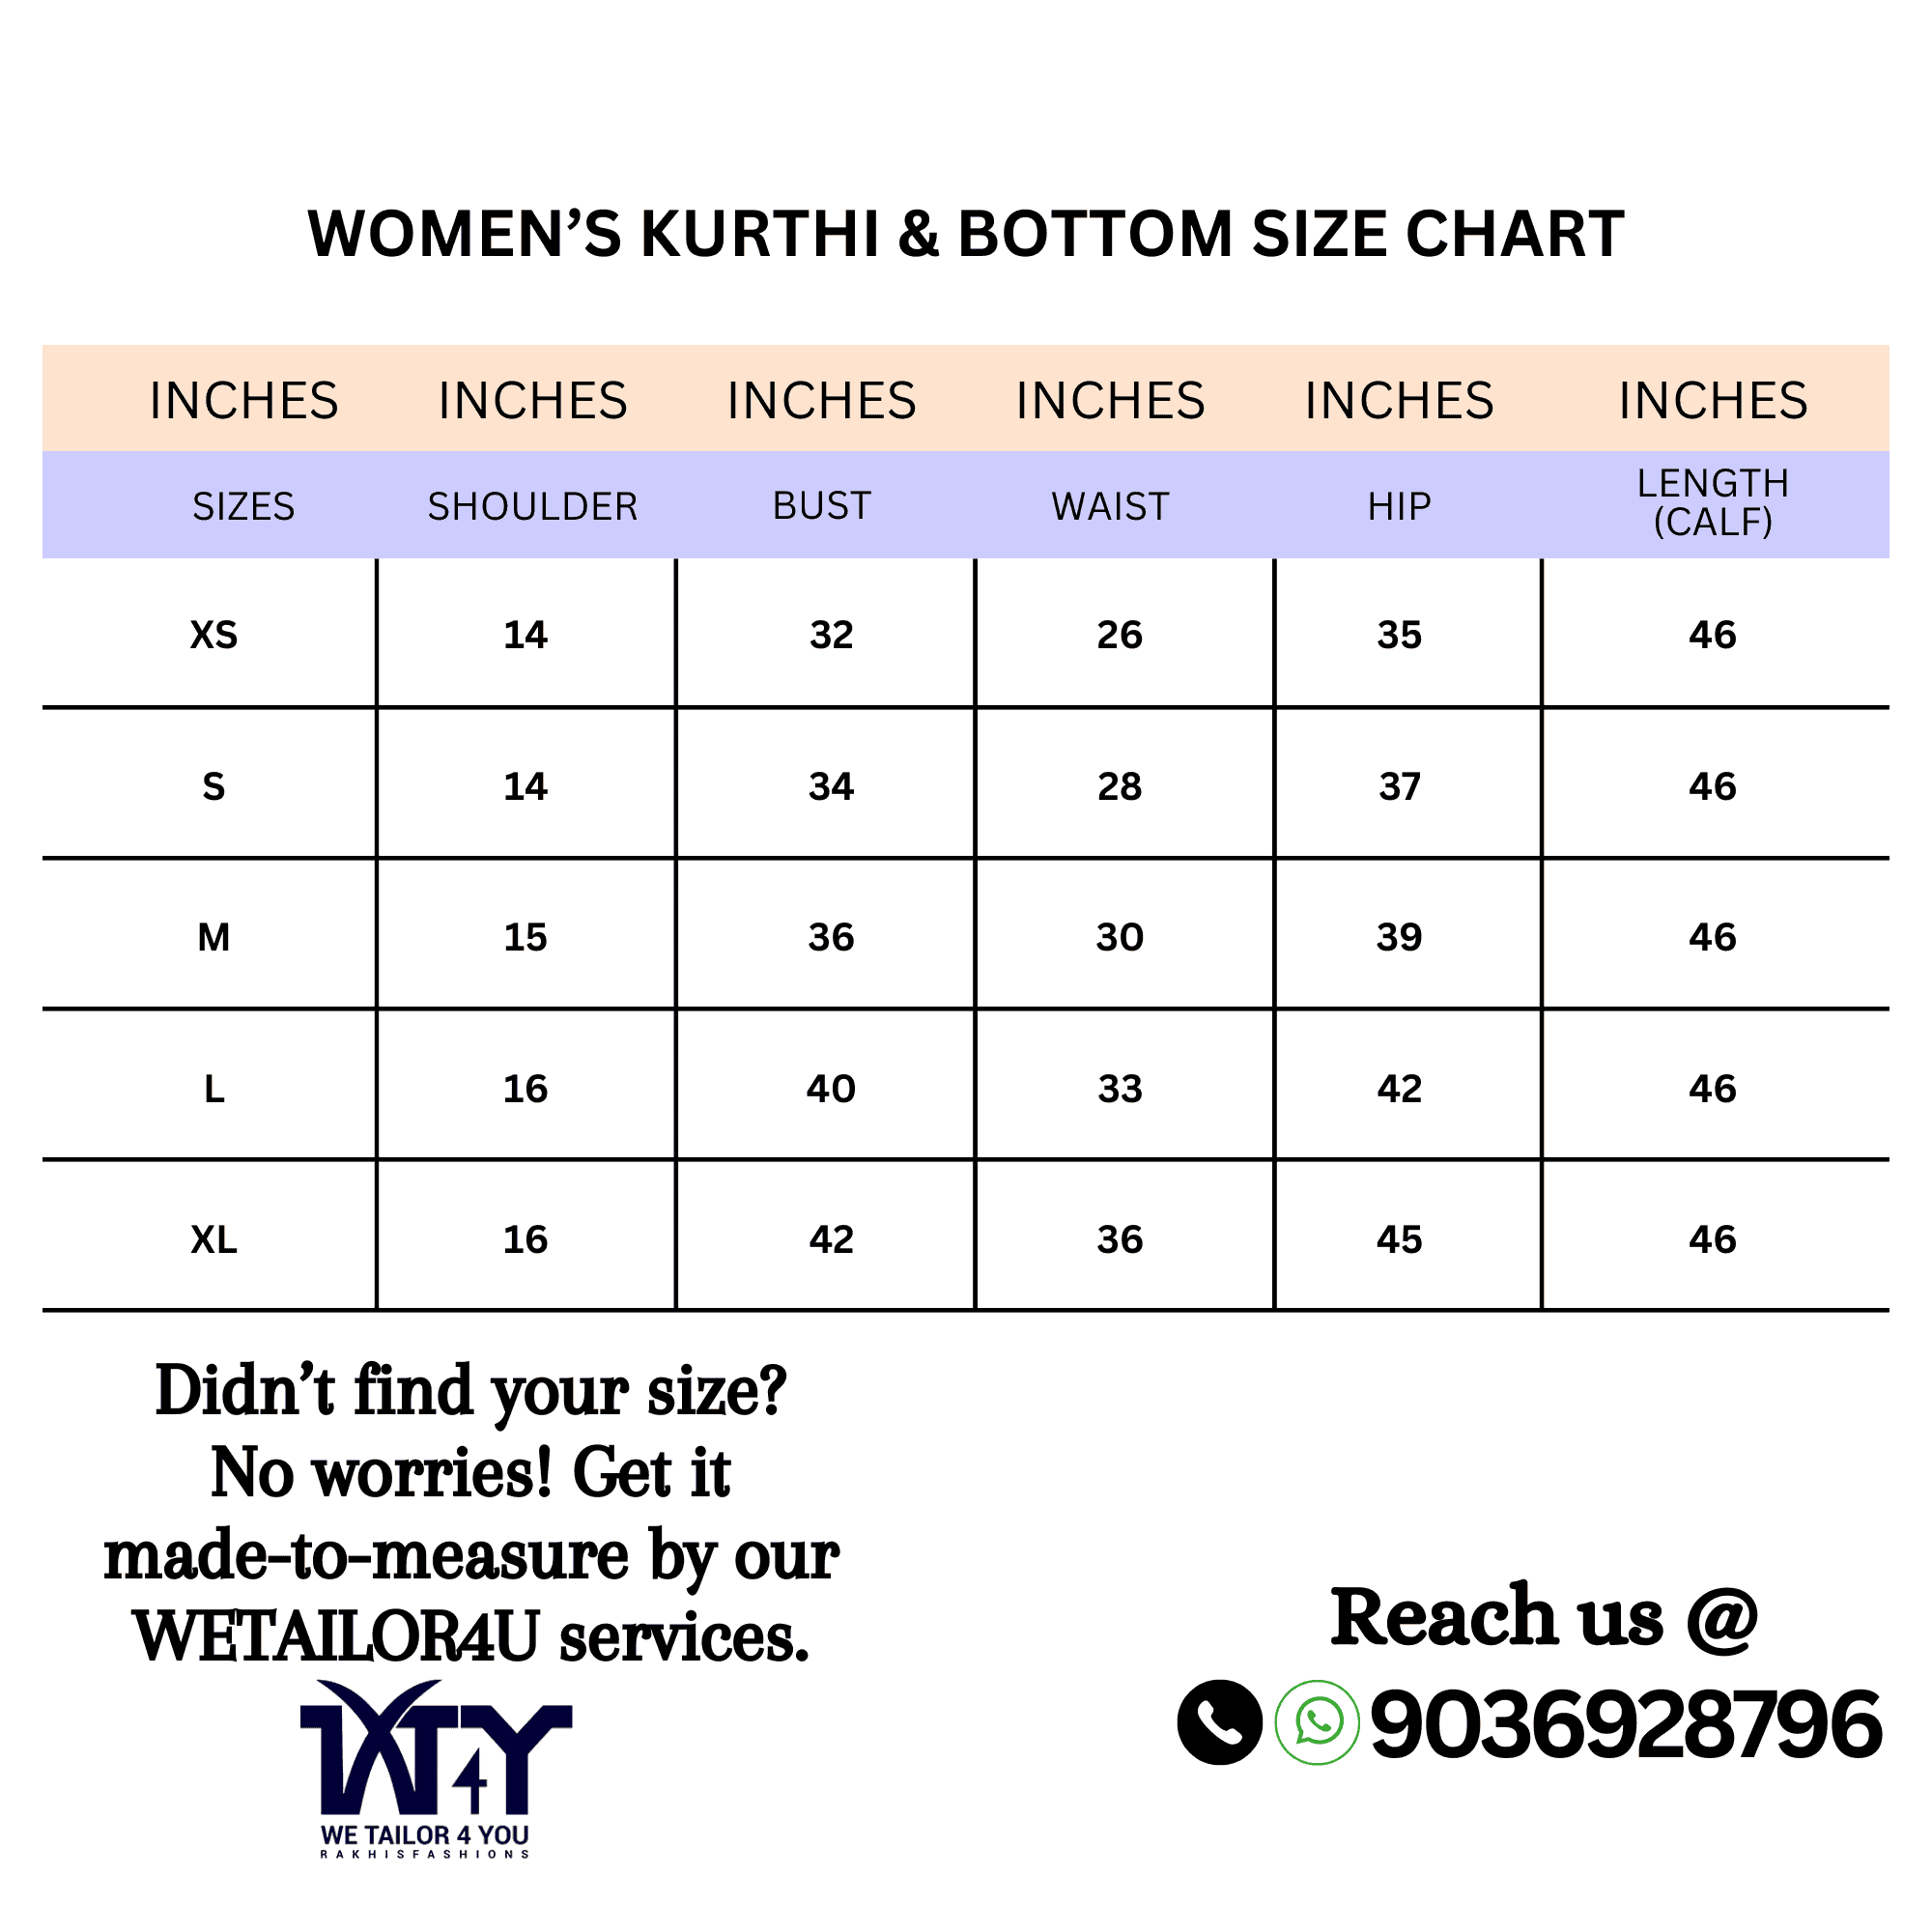 WOMEN’S KURTHI & BOTTOM SIZE CHART
INCHES INCHES INCHES INCHES INCHES INCHES
SIZES SHOULDER BUST WAIST HIP LENGTH (CALF)
XS 14 32 26 35 46
S 14 34 28 37 46
M 15 36 30 39 46
L 16 40 33 42 46
XL 16 42 36 45 46
Didn’t find your size?
No worries! Get it
made-to-measure by our
WETAILOR4U services.
WT4Y
WE TAILOR 4 YOU
RAKHISFASHIONS
Reach us @
9036928796